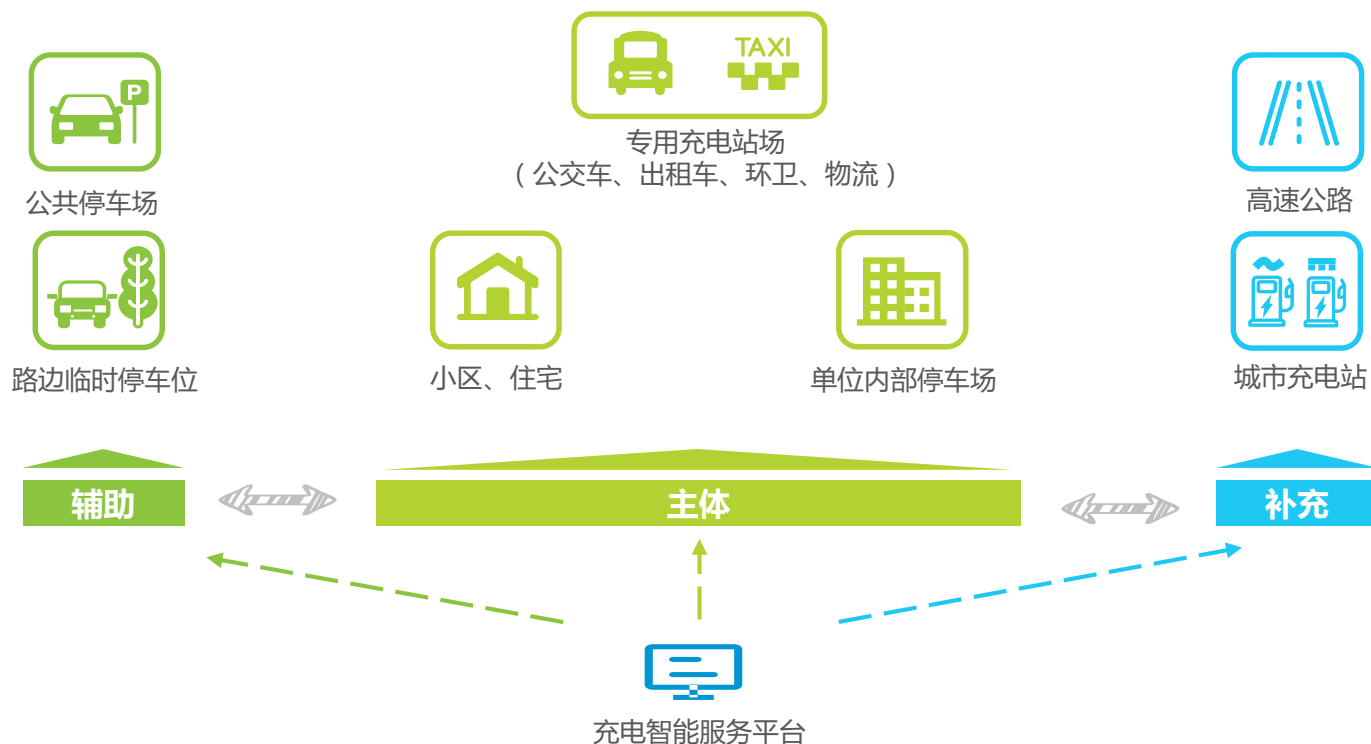 TAXI
P
专用充电站场
（公交车、出租车、环卫、物流）
公共停车场
高速公路
路边临时停车位
小区、住宅
单位内部停车场
城市充电站
辅助
主体
补充
充电智能服务平台